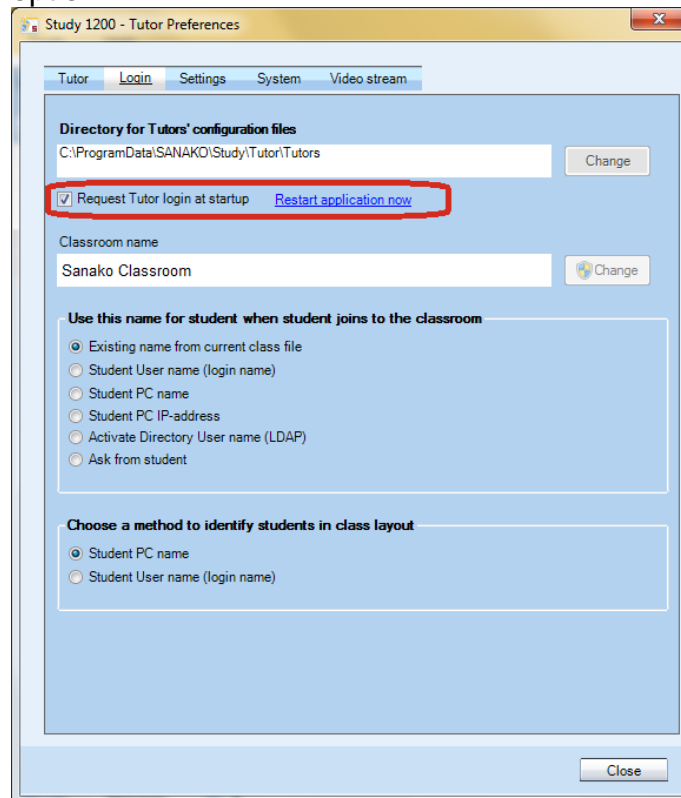 Study 1200 - Tutor Preferences
Tutor Login Settings System Video stream
Directory for Tutors' configuration files
C:\ProgramData\SANAKO\Study\Tutor\Tutors
Change
Request Tutor login at startup Restart application now
Classroom name
Sanako Classroom
Change
Use this name for student when student joins to the classroom
Existing name from current class file
Student User name (login name)
Student PC name
Student PC IP-address
Activate Directory User name (LDAP)
Ask from student
Choose a method to identify students in class layout
Student PC name
Student User name (login name)
Close